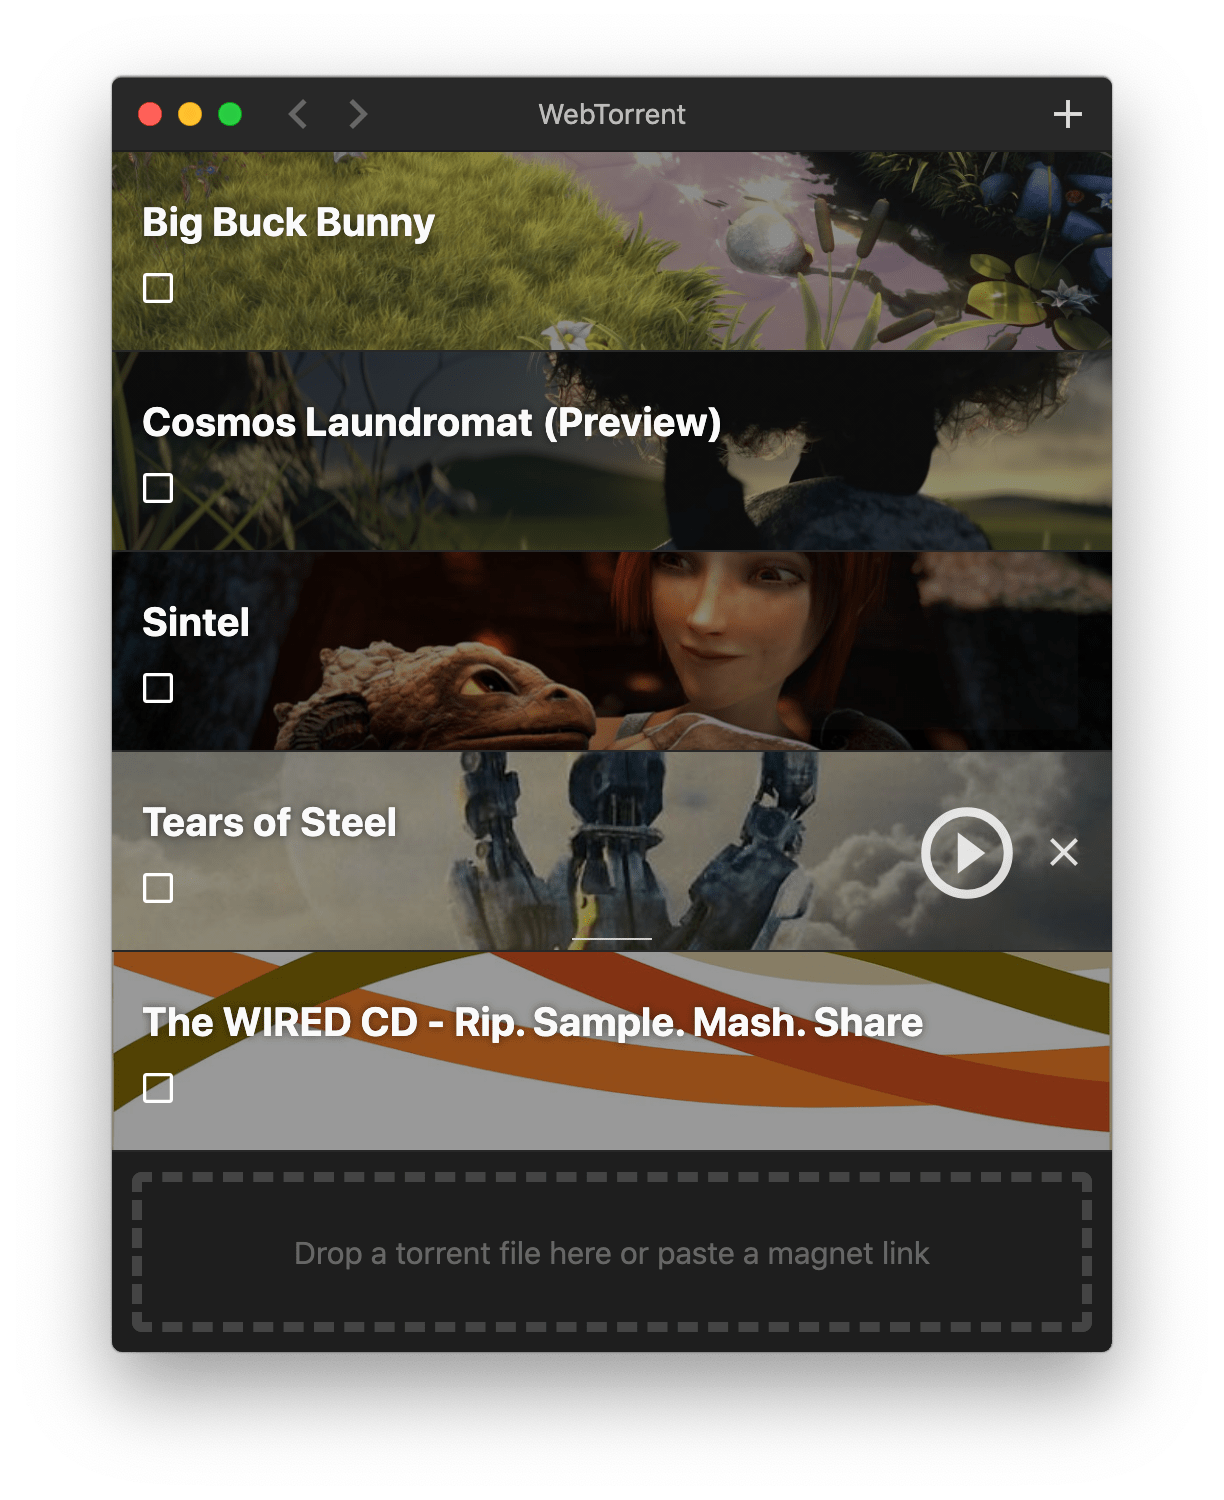 WebTorrent
Big Buck Bunny
Cosmos Laundromat (Preview)
Sintel
Tears of Steel
The WIRED CD - Rip. Sample. Mash. Share
Drop a torrent file here or paste a magnet link